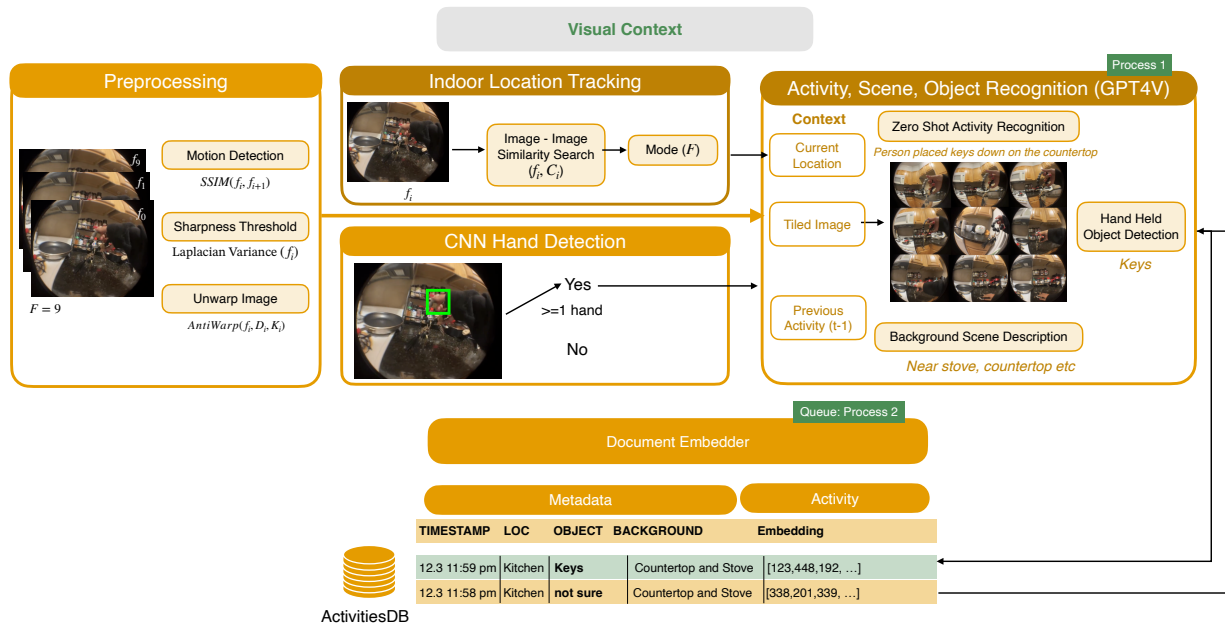 Visual Context
Preprocessing
f9
f1
f0
F = 9
Motion Detection
SSIM(fi, fi+1)
Sharpness Threshold
Laplacian Variance (fi)
Unwarp Image
AntiWarp(fi, Di, Ki)
Indoor Location Tracking
fi
Image - Image
Similarity Search
(fi, Ci)
Mode (F)
CNN Hand Detection
Yes
>=1 hand
No
Process 1
Activity, Scene, Object Recognition (GPT4V)
Context
Current
Location
Tiled Image
Previous
Activity (t-1)
Zero Shot Activity Recognition
Person placed keys down on the countertop
Hand Held
Object Detection
Keys
Background Scene Description
Near stove, countertop etc
Queue: Process 2
Document Embedder
Metadata
Activity
TIMESTAMP LOC OBJECT BACKGROUND Embedding
12.3 11:59 pm Kitchen Keys Countertop and Stove [123,448,192, ...]
12.3 11:58 pm Kitchen not sure Countertop and Stove [338,201,339, ...]
ActivitiesDB